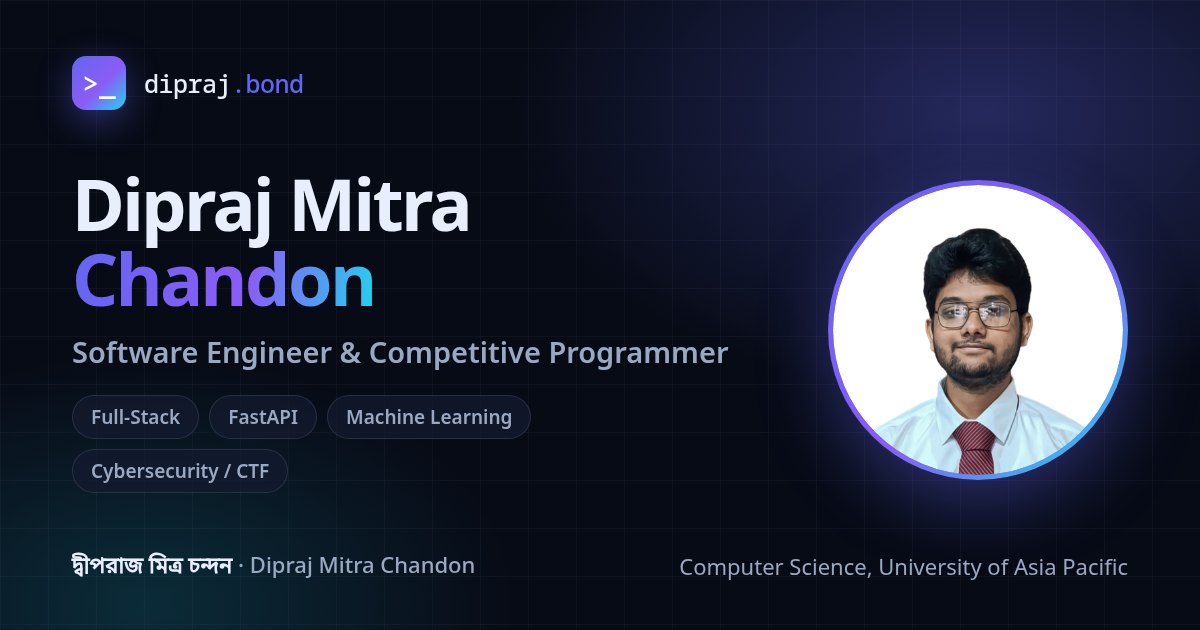 >_ dipraj.bond
Dipraj Mitra
Chandon
Software Engineer & Competitive Programmer
Full-Stack FastAPI Machine Learning
Cybersecurity / CTF
দ্বীপরাজ মিত্র চন্দন · Dipraj Mitra Chandon
Computer Science, University of Asia Pacific